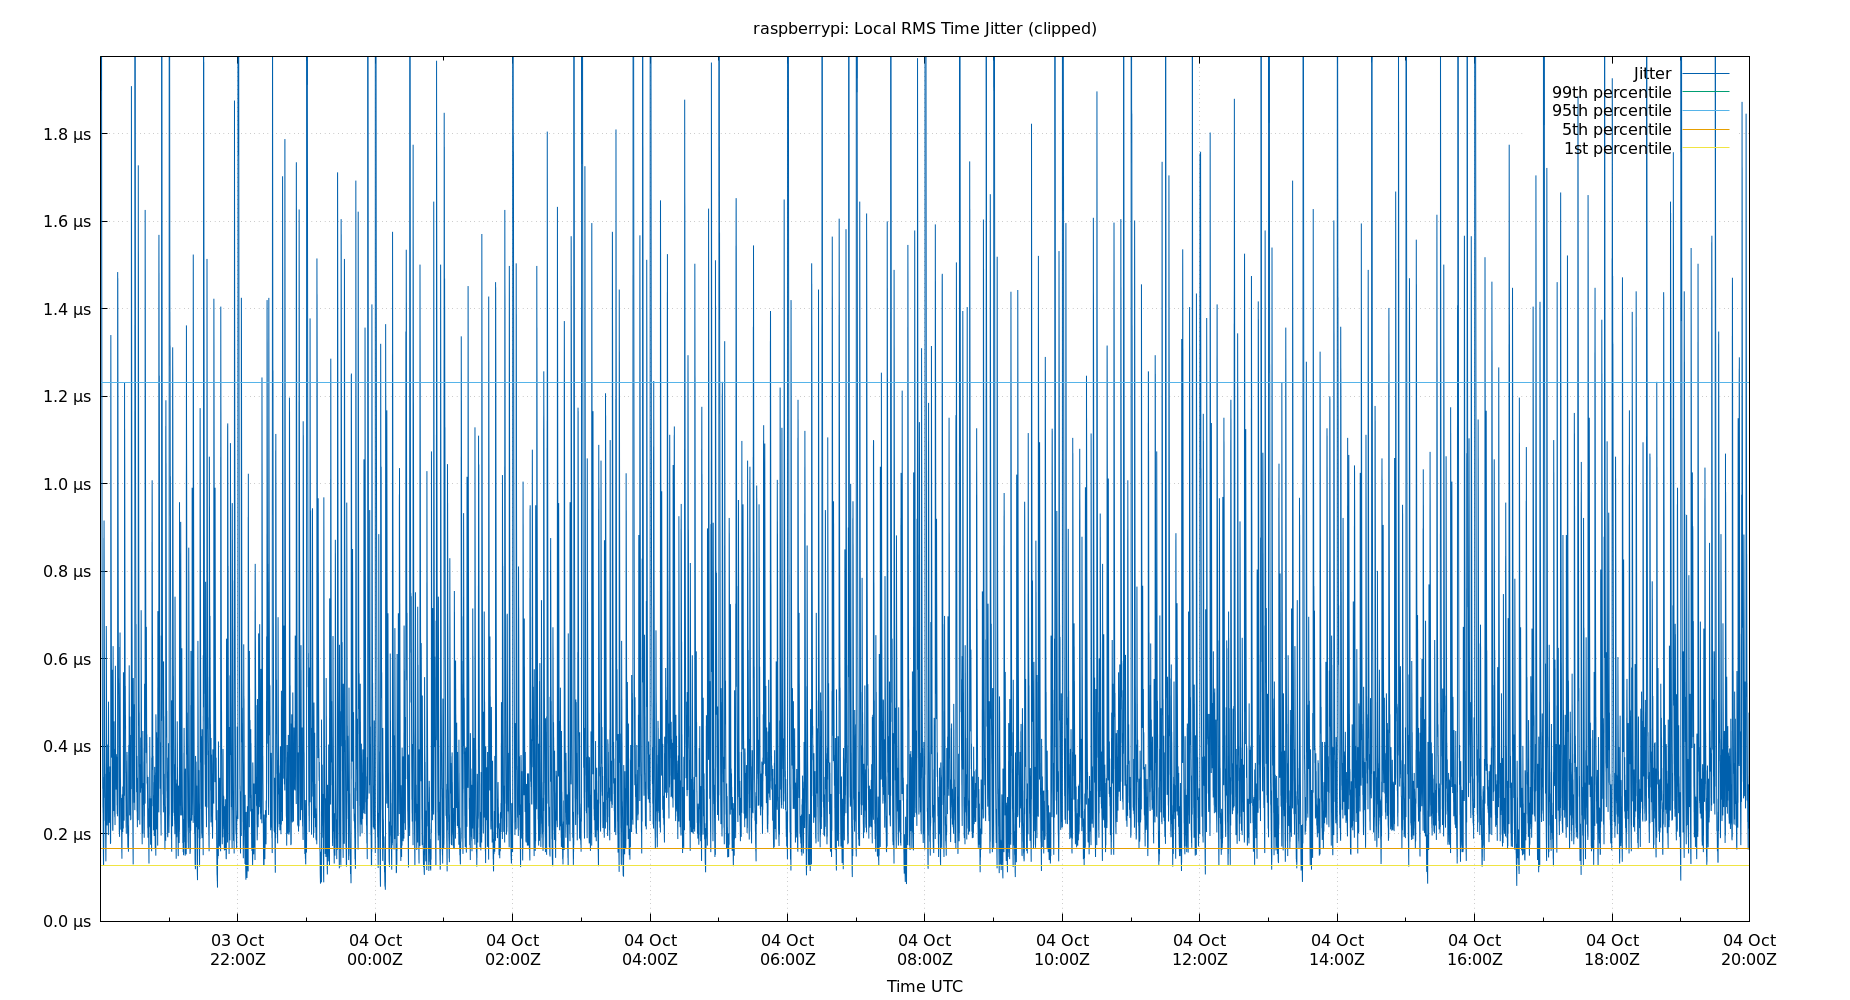 raspberrypi: Local RMS Time Jitter (clipped)
Jitter
99th percentile
95th percentile
5th percentile
1st percentile
1.8 µs
1.6 µs
1.4 µs
1.2 µs
1.0 µs
0.8 µs
0.6 µs
0.4 µs
0.2 µs
0.0 µs
03 Oct 04 Oct 04 Oct 04 Oct 04 Oct 04 Oct 04 Oct 04 Oct 04 Oct 04 Oct 04 Oct 04 Oct
22:00Z 00:00Z 02:00Z 04:00Z 06:00Z 08:00Z 10:00Z 12:00Z 14:00Z 16:00Z 18:00Z 20:00Z
Time UTC